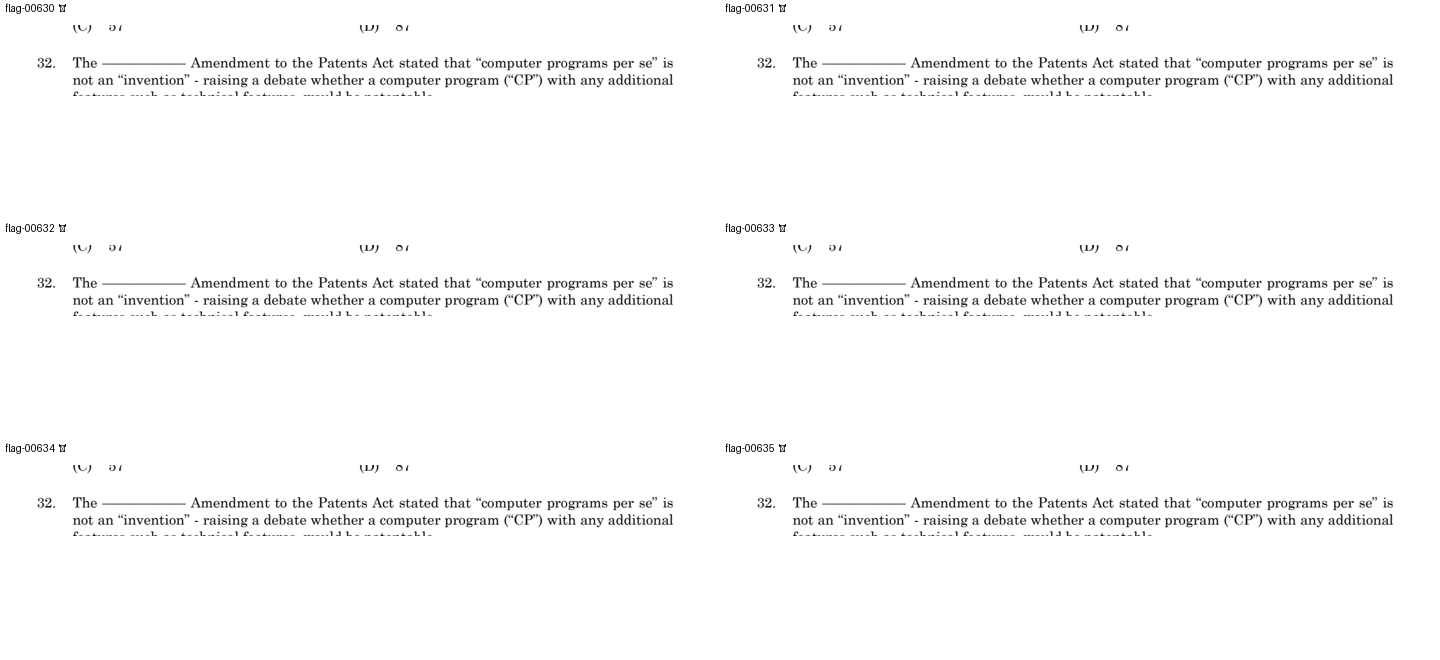 flag-00630
32. The ———— Amendment to the Patents Act stated that “computer programs per se” is
not an “invention” - raising a debate whether a computer program (“CP”) with any additional
flag-00631
32. The ———— Amendment to the Patents Act stated that “computer programs per se” is
not an “invention” - raising a debate whether a computer program (“CP”) with any additional
flag-00632
32. The ———— Amendment to the Patents Act stated that “computer programs per se” is
not an “invention” - raising a debate whether a computer program (“CP”) with any additional
flag-00633
32. The ———— Amendment to the Patents Act stated that “computer programs per se” is
not an “invention” - raising a debate whether a computer program (“CP”) with any additional
flag-00634
32. The ———— Amendment to the Patents Act stated that “computer programs per se” is
not an “invention” - raising a debate whether a computer program (“CP”) with any additional
flag-00635
32. The ———— Amendment to the Patents Act stated that “computer programs per se” is
not an “invention” - raising a debate whether a computer program (“CP”) with any additional